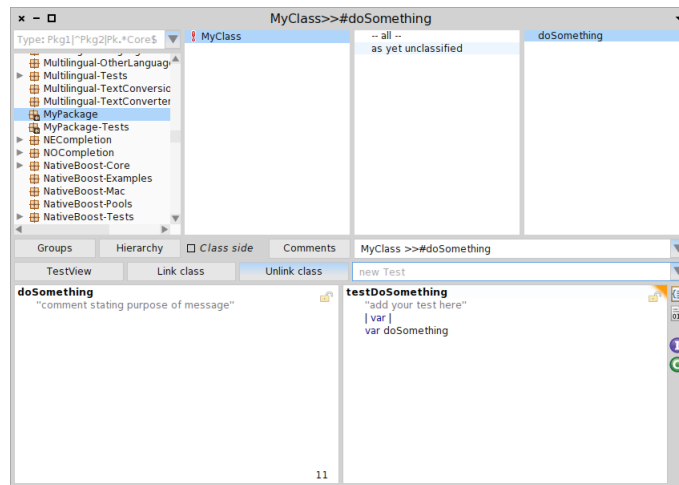 MyClass>>#doSomething
Type: Pkg1|^Pkg2|Pk.*Core$
Multilingual-OtherLanguag
Multilingual-Tests
Multilingual-TextConversio
Multilingual-TextConverter
MyPackage
MyPackage-Tests
NECompletion
NOCompletion
NativeBoost-Core
NativeBoost-Examples
NativeBoost-Mac
NativeBoost-Pools
NativeBoost-Tests
MyClass
-- all --
as yet unclassified
doSomething
Groups
Hierarchy
Class side
Comments
MyClass >>#doSomething
TestView
Link class
Unlink class
new Test
doSomething
"comment stating purpose of message"
11
testDoSomething
"add your test here"
| var |
var doSomething